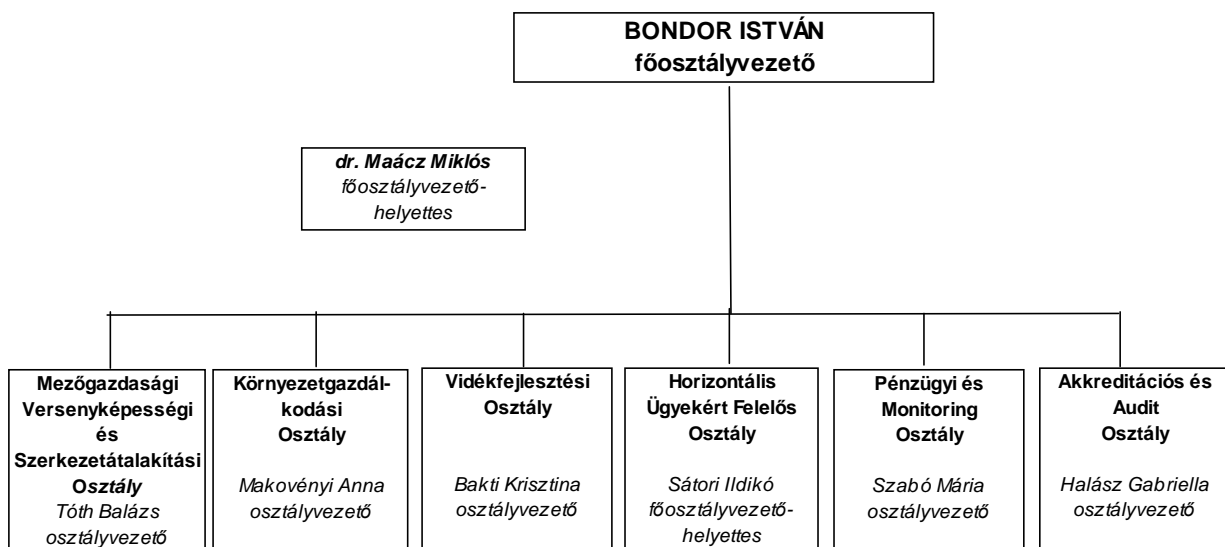 BONDOR ISTVÁN
főosztályvezető
dr. Maácz Miklós
főosztályvezető-
helyettes
Mezőgazdasági
Versenyképességi
és
Szerkezetátalakítási
Osztály
Tóth Balázs
osztályvezető
Környezetgazdál-
kodási
Osztály
Makovényi Anna
osztályvezető
Vidékfejlesztési
Osztály
Bakti Krisztina
osztályvezető
Horizontális
Ügyekért Felelős
Osztály
Sátori Ildikó
főosztályvezető-
helyettes
Pénzügyi és
Monitoring
Osztály
Szabó Mária
osztályvezető
Akkreditációs és
Audit
Osztály
Halász Gabriella
osztályvezető